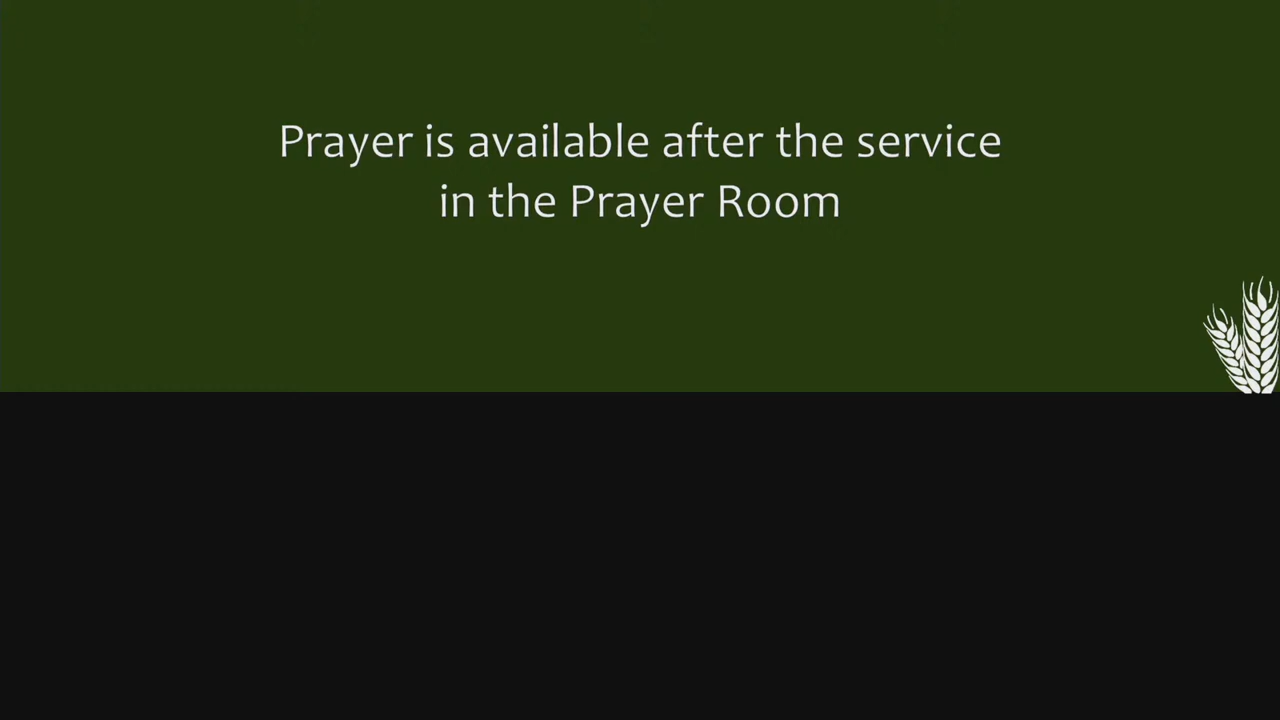 Prayer is available after the service
in the Prayer Room